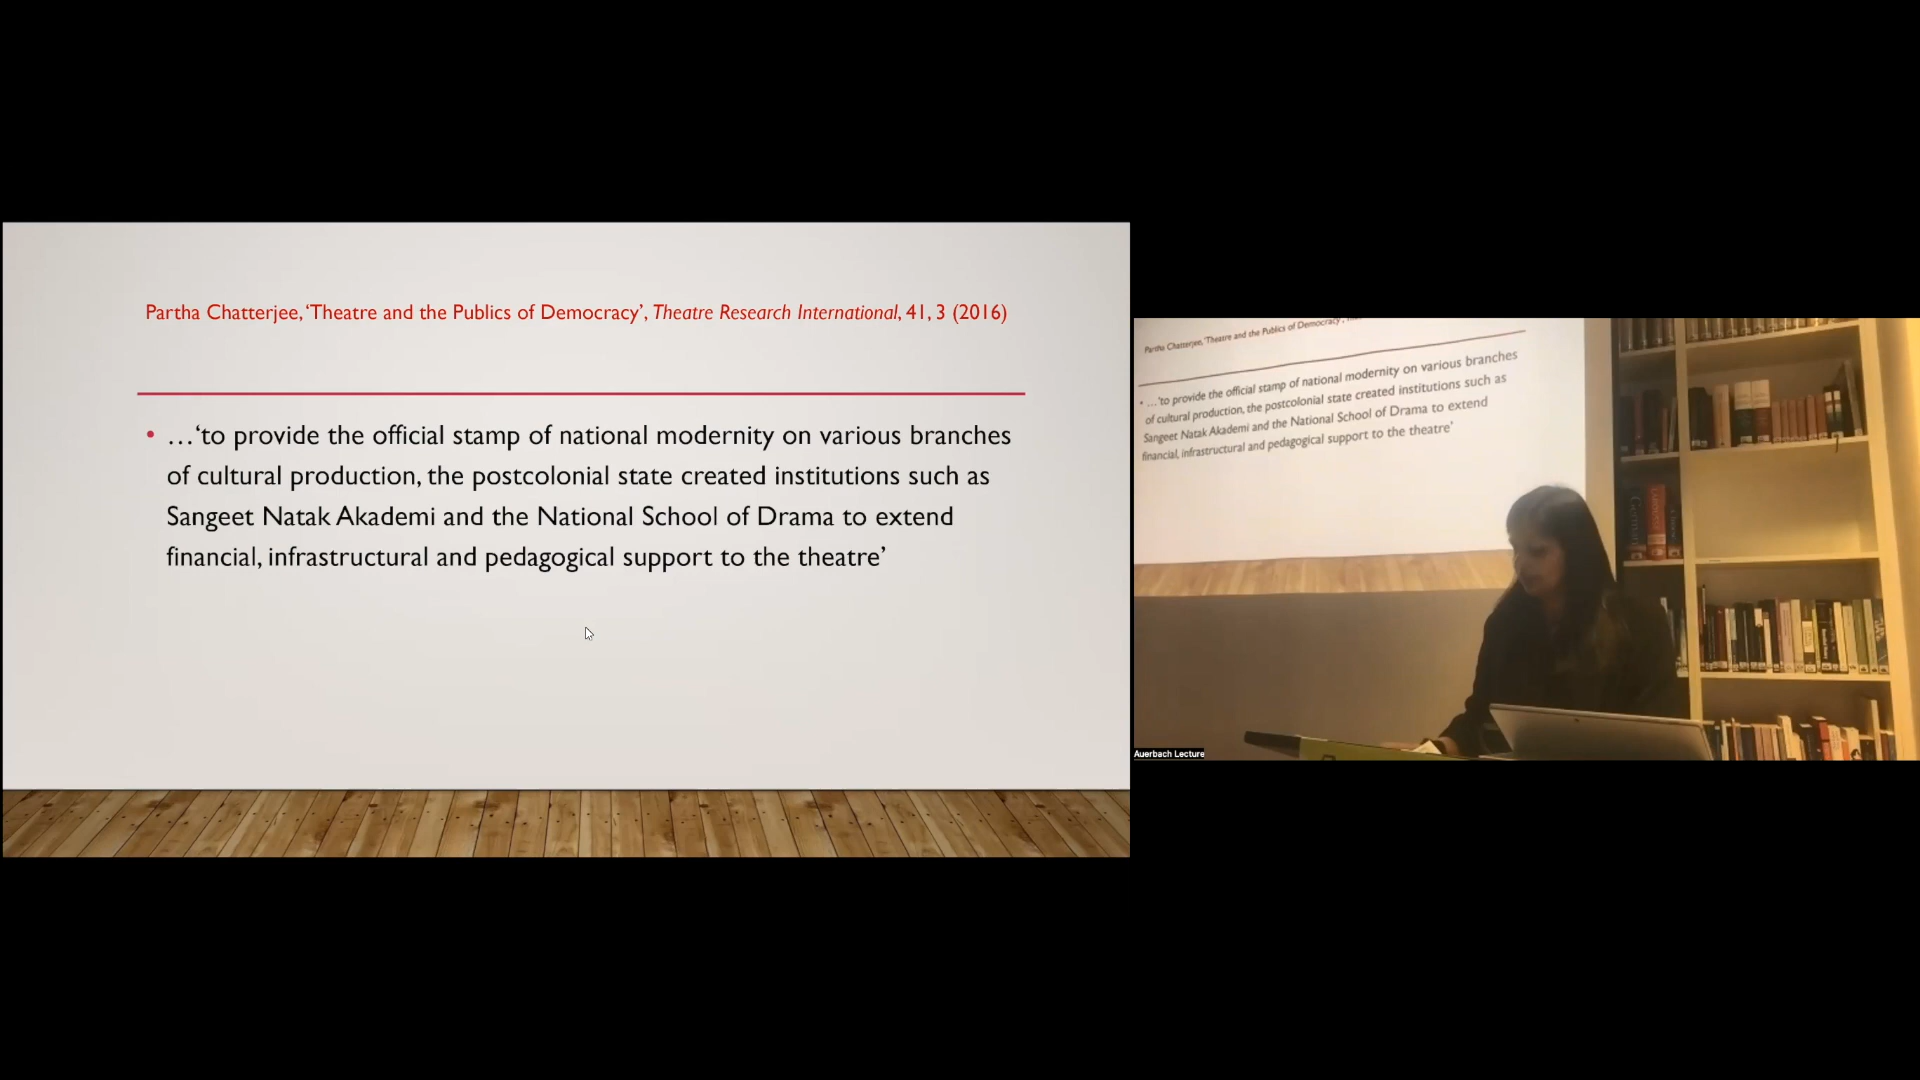 Partha Chatterjee, ‘Theatre and the Publics of Democracy’, Theatre Research International, 41, 3 (2016)
• …‘to provide the official stamp of national modernity on various branches
of cultural production, the postcolonial state created institutions such as
Sangeet Natak Akademi and the National School of Drama to extend
financial, infrastructural and pedagogical support to the theatre’
Partha Chatterjee, ‘Theatre and the Publics of Democracy’,
• …‘to provide the official stamp of national modernity on various branches
of cultural production, the postcolonial state created institutions such as
Sangeet Natak Akademi and the National School of Drama to extend
financial, infrastructural and pedagogical support to the theatre’
German
Auerbach Lecture